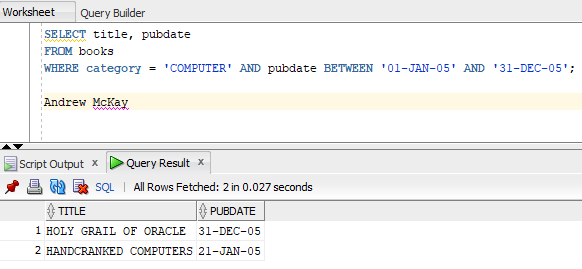 Worksheet Query Builder
SELECT title, pubdate
FROM books
WHERE category = 'COMPUTER' AND pubdate BETWEEN '01-JAN-05' AND '31-DEC-05';
Andrew McKay
Script Output x Query Result x
SQL | All Rows Fetched: 2 in 0.027 seconds
TITLE PUBDATE
1 HOLY GRAIL OF ORACLE 31-DEC-05
2 HANDCRANKED COMPUTERS 21-JAN-05